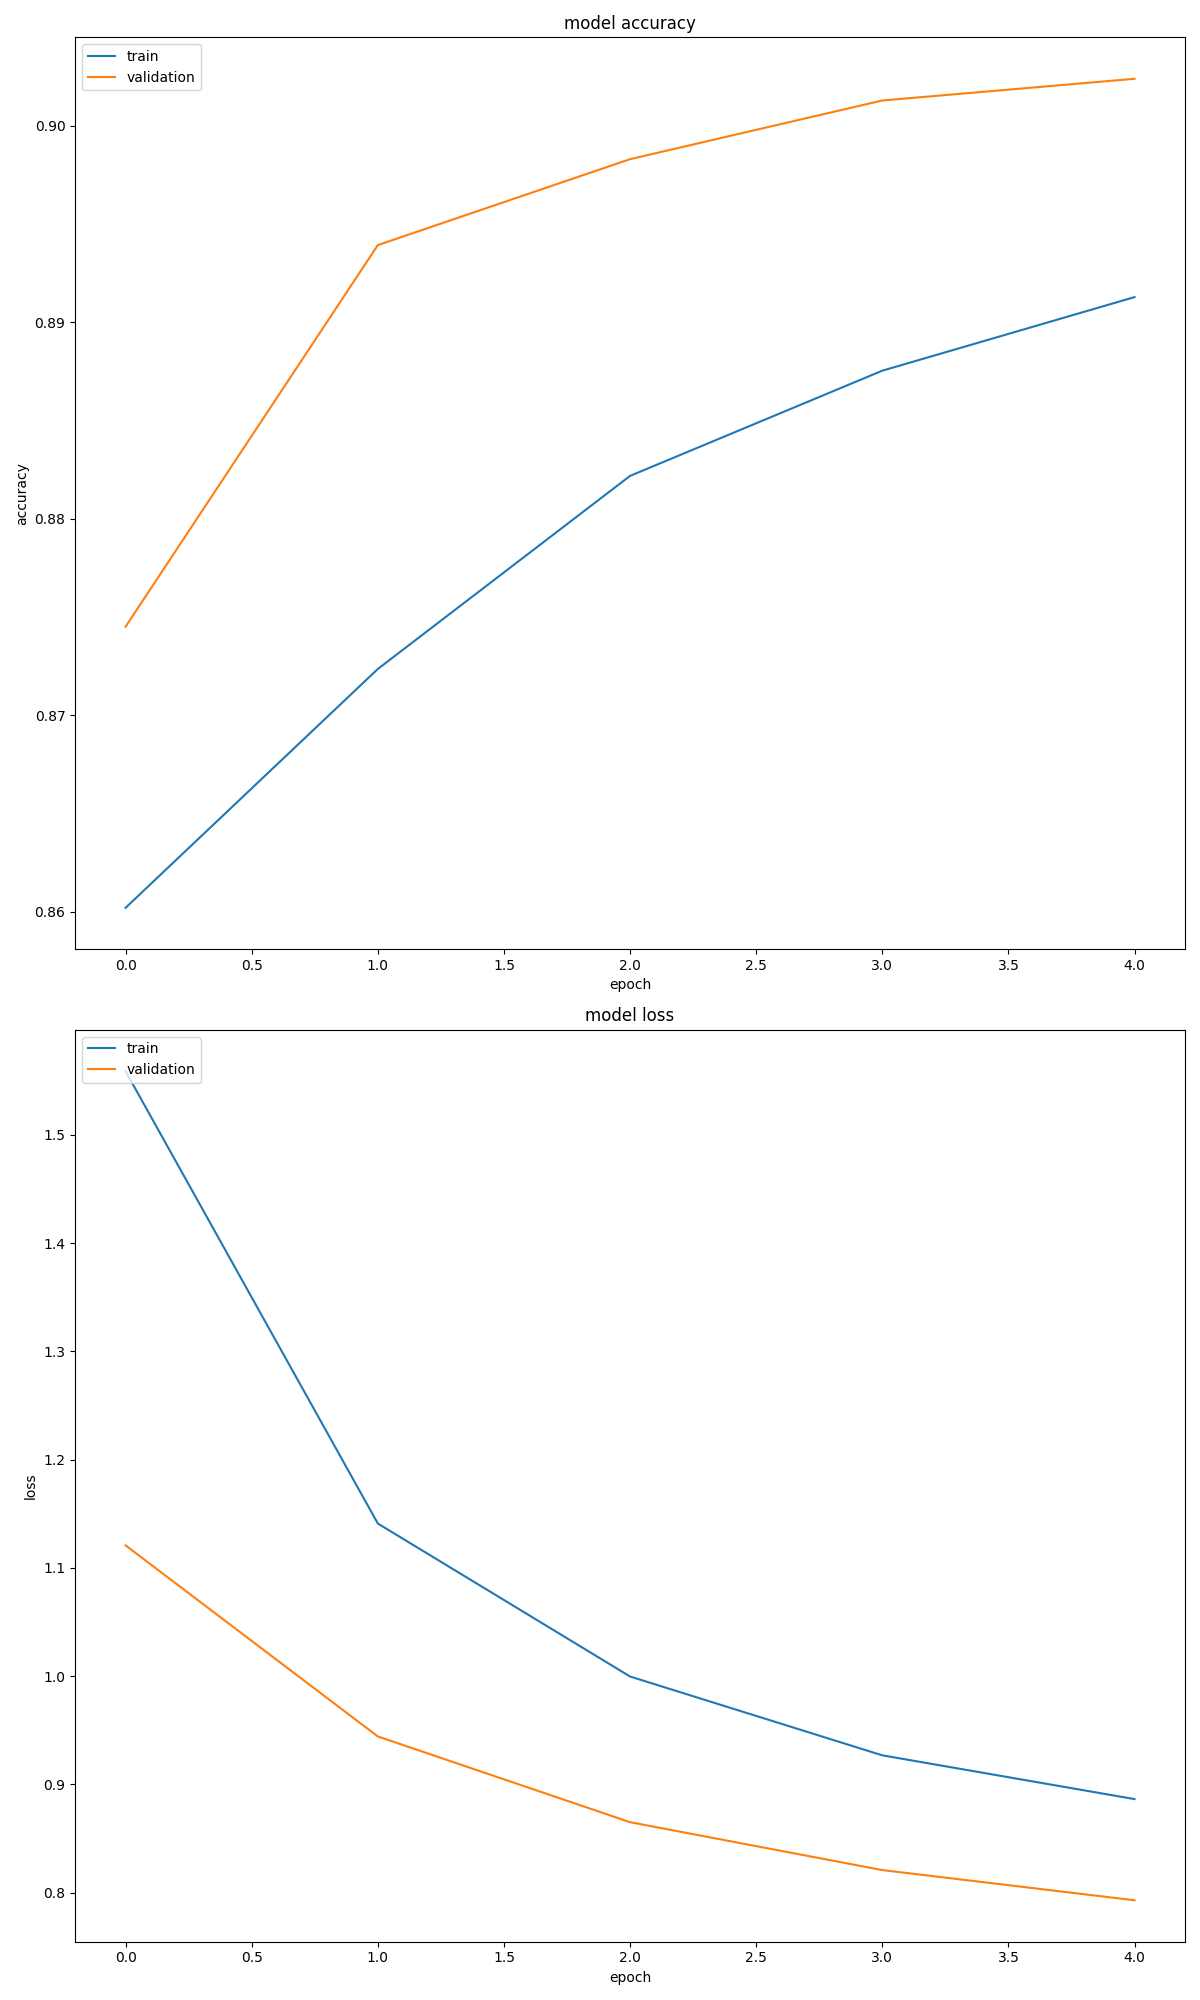 model accuracy
train
validation
0.90
0.89
0.88
0.87
0.86
accuracy
0.0 0.5 1.0 1.5 2.0 2.5 3.0 3.5 4.0
epoch
model loss
train
validation
1.5
1.4
1.3
1.2
1.1
1.0
0.9
0.8
loss
0.0 0.5 1.0 1.5 2.0 2.5 3.0 3.5 4.0
epoch